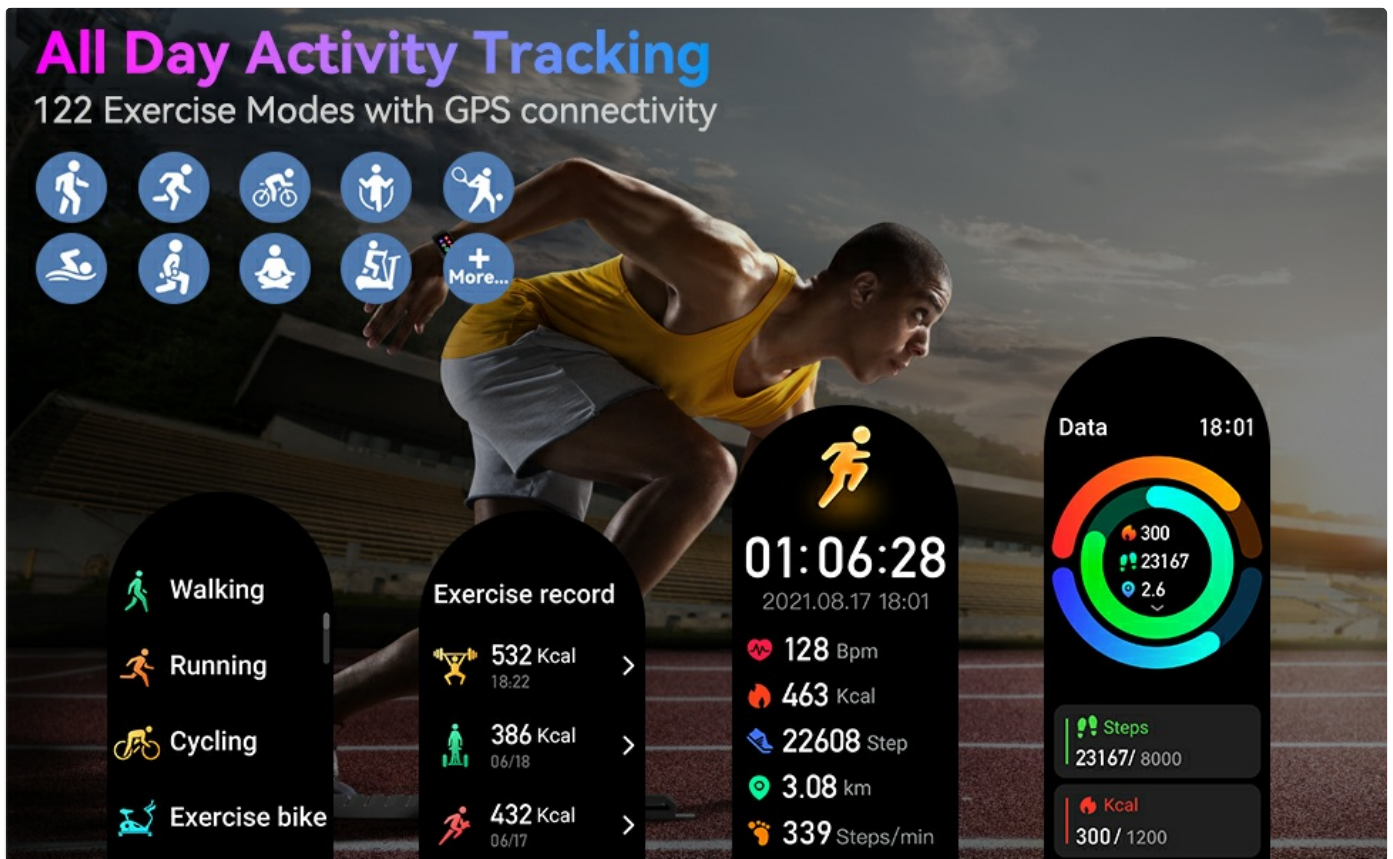 All Day Activity Tracking
122 Exercise Modes with GPS connectivity
More...
Walking
Running
Cycling
Exercise bike
Exercise record
532 Kcal
18:22
386 Kcal
06/18
432 Kcal
06/17
01:06:28
2021.08.17 18:01
128 Bpm
463 Kcal
22608 Step
3.08 km
339 Steps/min
Data 18:01
300
23167
2.6
Steps
23167/ 8000
Kcal
300/ 1200